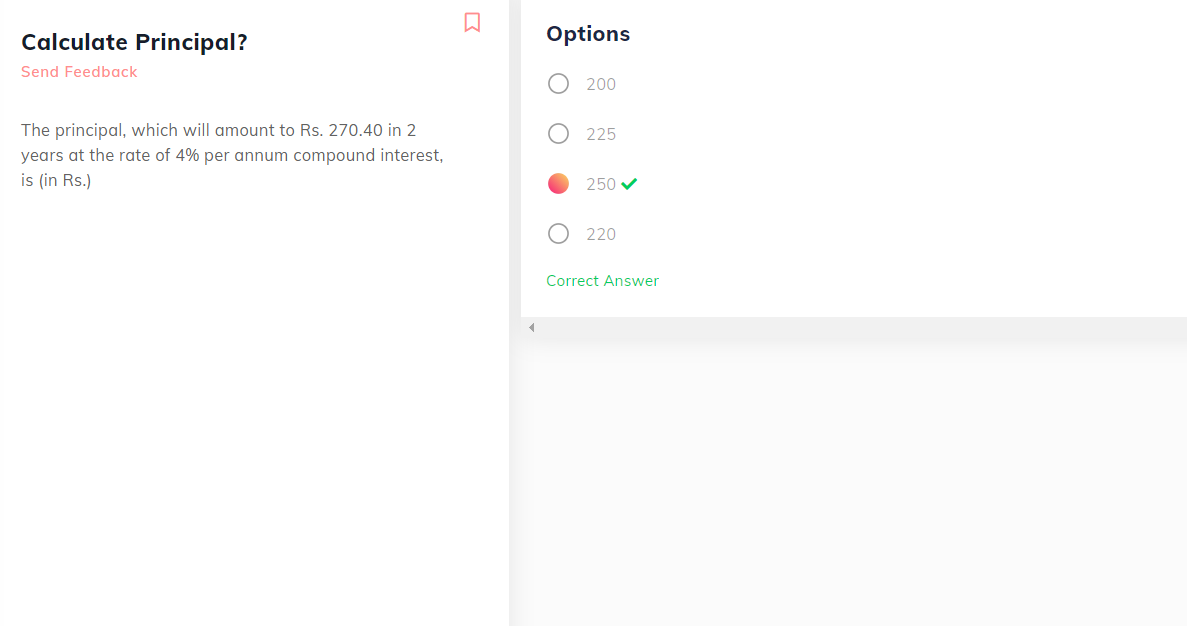 Calculate Principal?
Send Feedback
The principal, which will amount to Rs. 270.40 in 2
years at the rate of 4% per annum compound interest,
is (in Rs.)
Options
200
225
250
220
Correct Answer